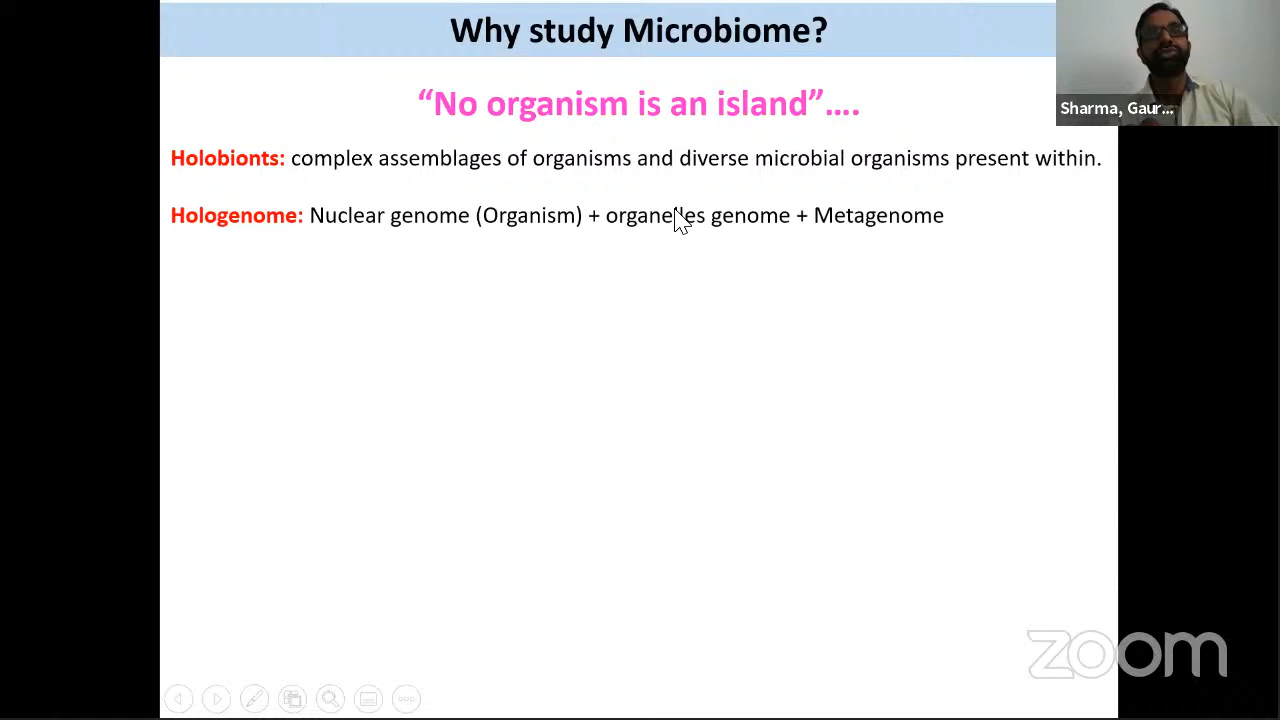 Why study Microbiome?
“No organism is an island”....
Sharma, Gaur...
Holobionts: complex assemblages of organisms and diverse microbial organisms present within.
Hologenome: Nuclear genome (Organism) + organelles genome + Metagenome
zoom